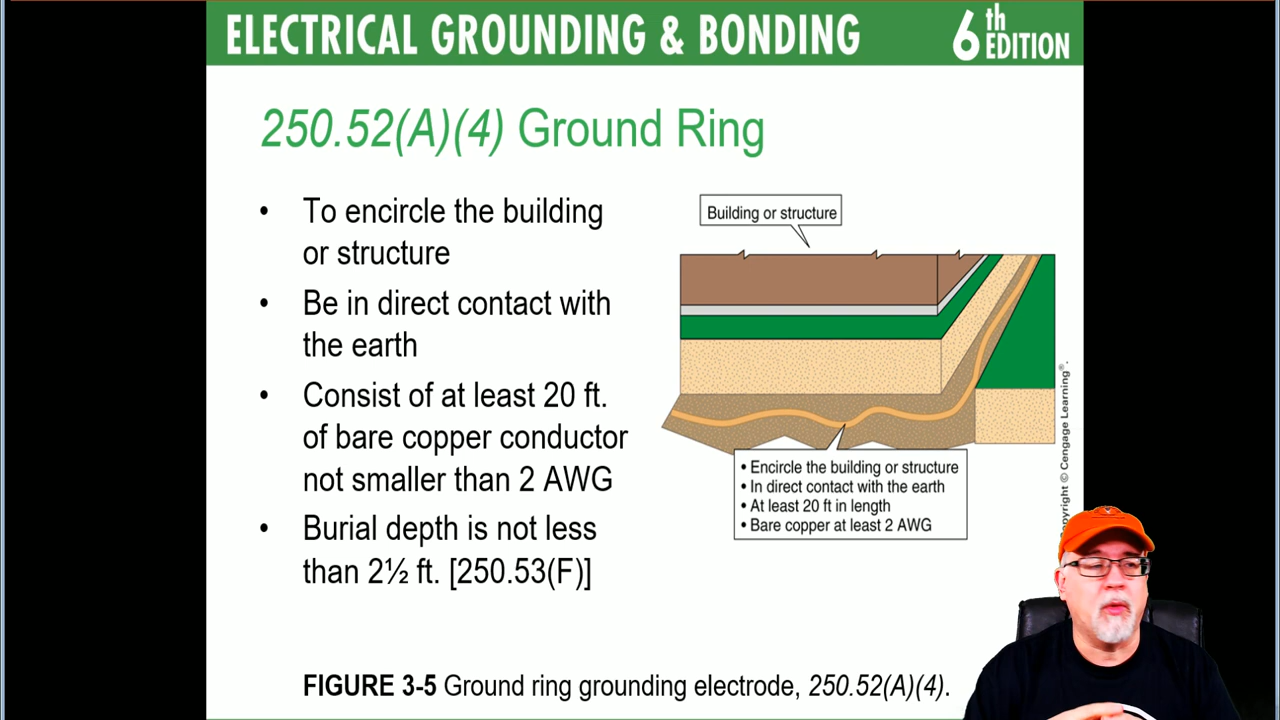 ELECTRICAL GROUNDING & BONDING
6th EDITION
250.52(A)(4) Ground Ring
• To encircle the building
or structure
• Be in direct contact with
the earth
• Consist of at least 20 ft.
of bare copper conductor
not smaller than 2 AWG
• Burial depth is not less
than 2½ ft. [250.53(F)]
Building or structure
• Encircle the building or structure
• In direct contact with the earth
• At least 20 ft in length
• Bare copper at least 2 AWG
© Cengage Learning®.
FIGURE 3-5 Ground ring grounding electrode, 250.52(A)(4).